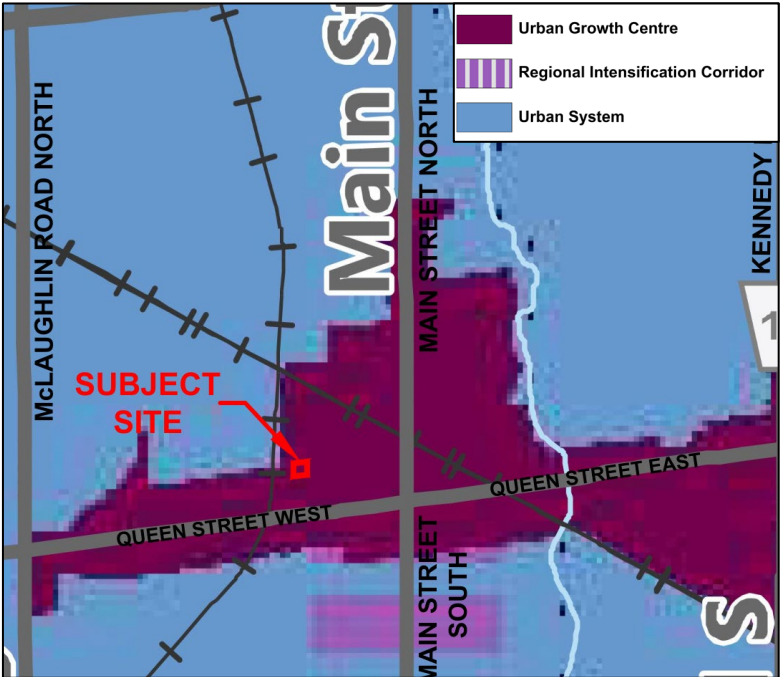 Urban Growth Centre
Regional Intensification Corridor
Urban System
Main St
McLAUGHLIN ROAD NORTH
MAIN STREET NORTH
KENNEDY
1
SUBJECT
SITE
QUEEN STREET WEST
QUEEN STREET EAST
MAIN STREET
SOUTH
S